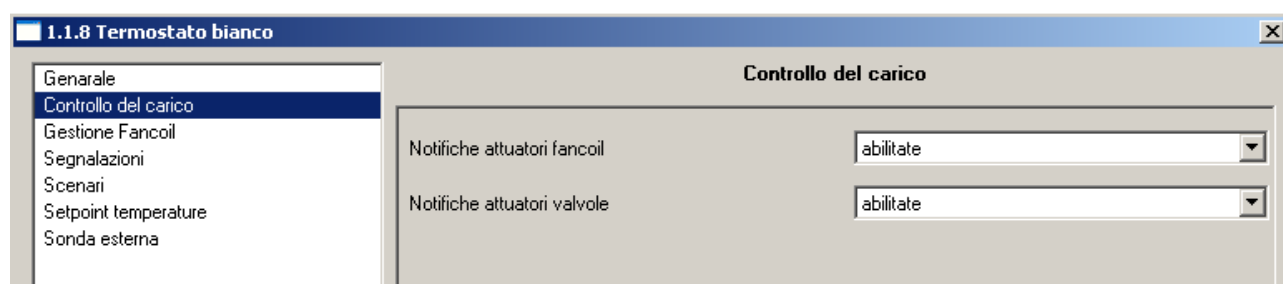 1.1.8 Termostato bianco
Genarale
Controllo del carico
Gestione Fancoil
Segnalazioni
Scenari
Setpoint temperature
Sonda esterna
Controllo del carico
Notifiche attuatori fancoil abilitate
Notifiche attuatori valvole abilitate